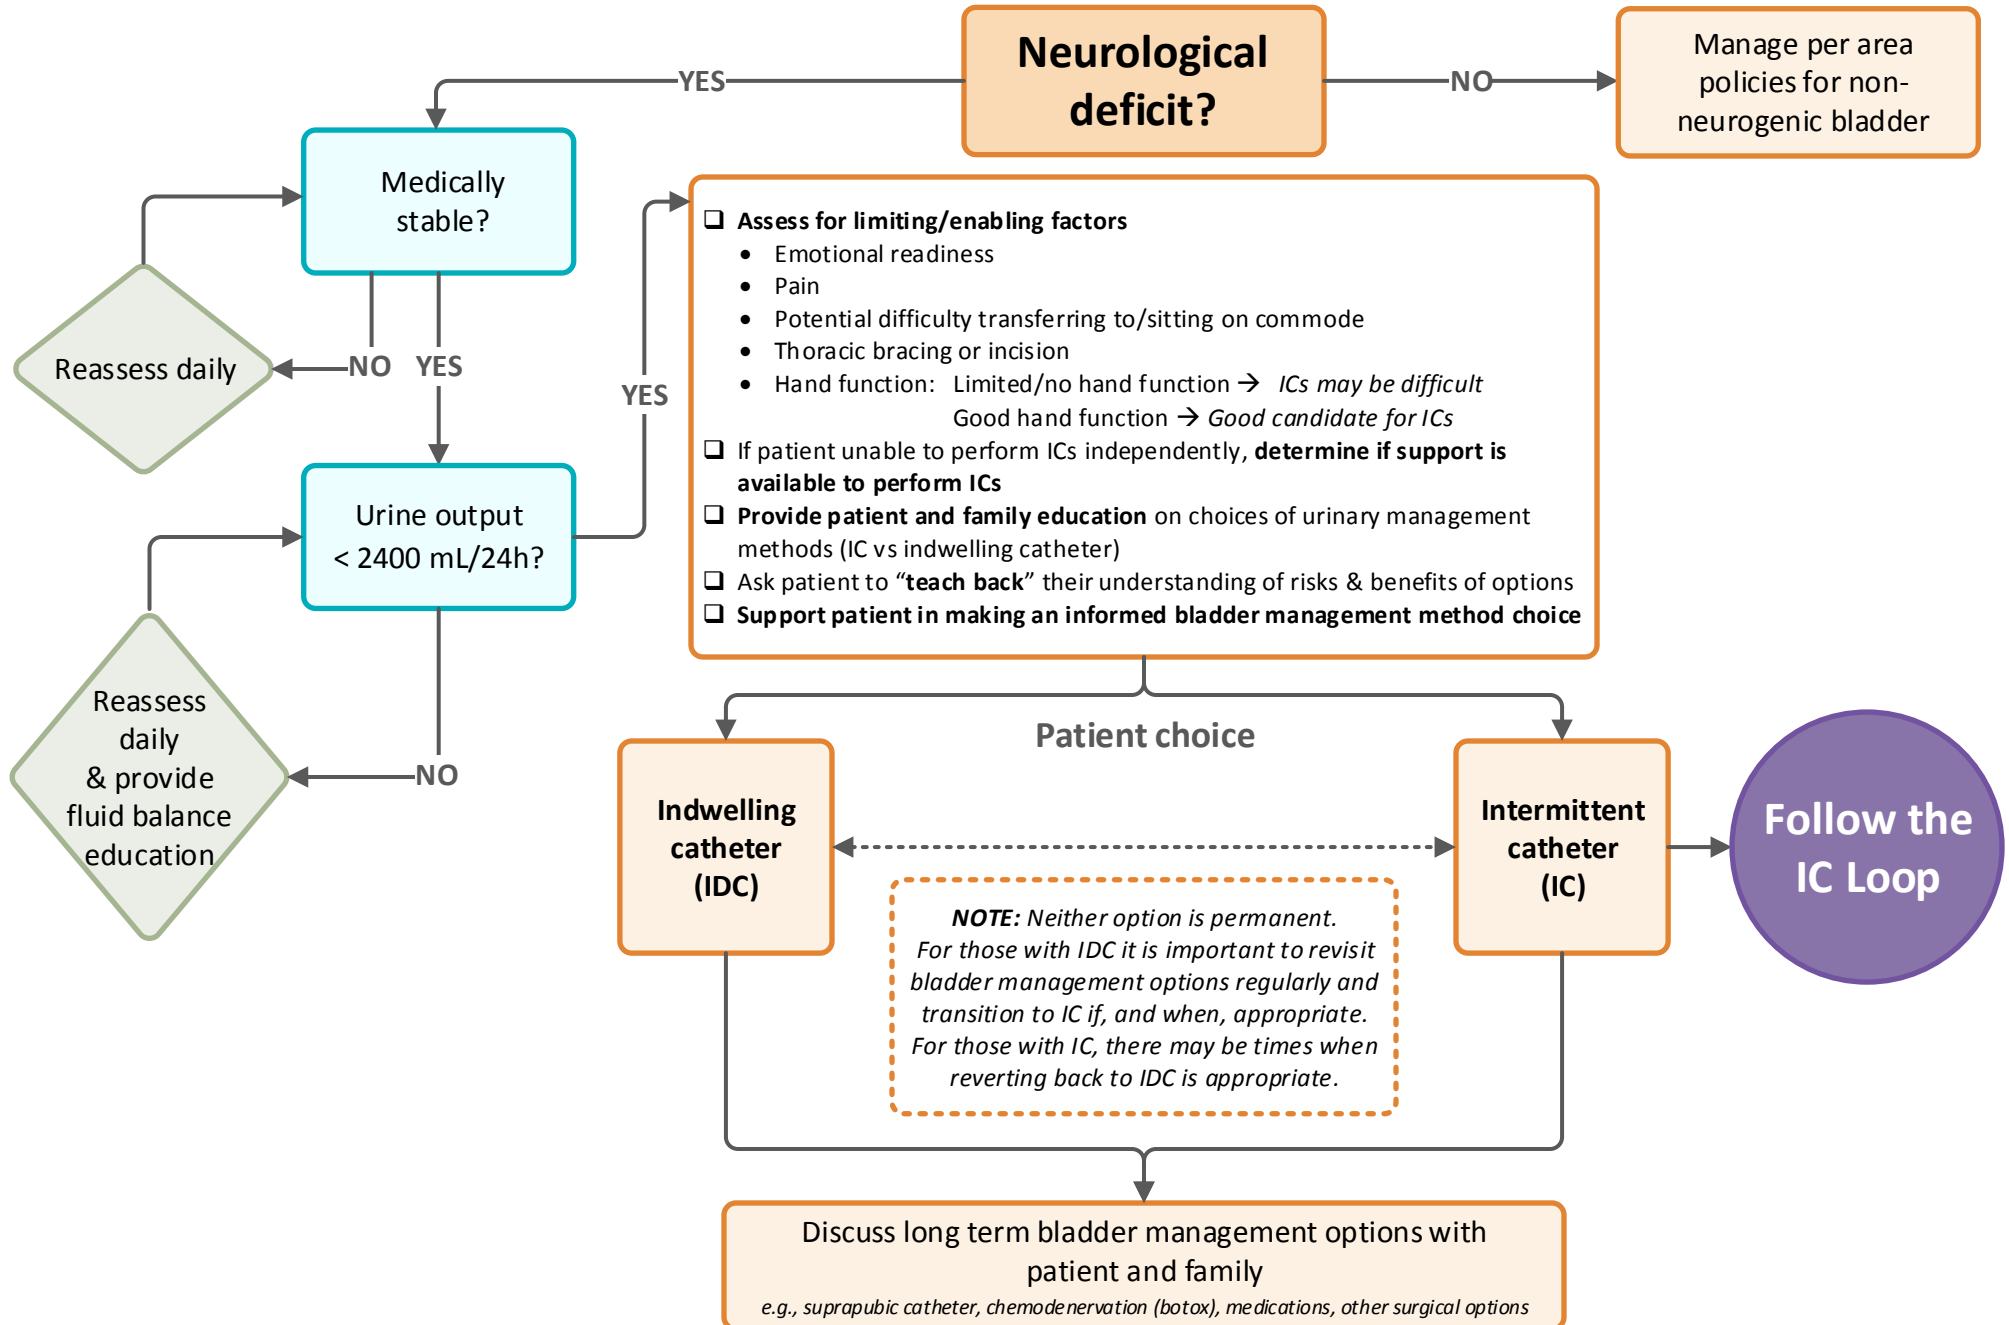 Neurological
deficit?
YES
NO
Manage per area
policies for non-
neurogenic bladder
Medically
stable?
NO
YES
Reassess daily
Urine output
< 2400 mL/24h?
YES
NO
Reassess
daily
& provide
fluid balance
education
❑ Assess for limiting/enabling factors
• Emotional readiness
• Pain
• Potential difficulty transferring to/sitting on commode
• Thoracic bracing or incision
• Hand function: Limited/no hand function → ICs may be difficult
Good hand function → Good candidate for ICs
❑ If patient unable to perform ICs independently, determine if support is
available to perform ICs
❑ Provide patient and family education on choices of urinary management
methods (IC vs indwelling catheter)
❑ Ask patient to “teach back” their understanding of risks & benefits of options
❑ Support patient in making an informed bladder management method choice
Patient choice
Indwelling
catheter
(IDC)
Intermittent
catheter
(IC)
Follow the
IC Loop
NOTE: Neither option is permanent.
For those with IDC it is important to revisit
bladder management options regularly and
transition to IC if, and when, appropriate.
For those with IC, there may be times when
reverting back to IDC is appropriate.
Discuss long term bladder management options with
patient and family
e.g., suprapubic catheter, chemodenervation (botox), medications, other surgical options